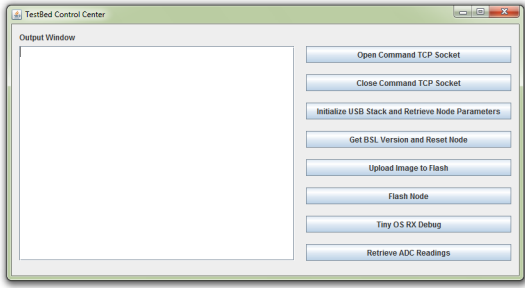 TestBed Control Center
Output Window
Open Command TCP Socket
Close Command TCP Socket
Initialize USB Stack and Retrieve Node Parameters
Get BSL Version and Reset Node
Upload Image to Flash
Flash Node
Tiny OS RX Debug
Retrieve ADC Readings